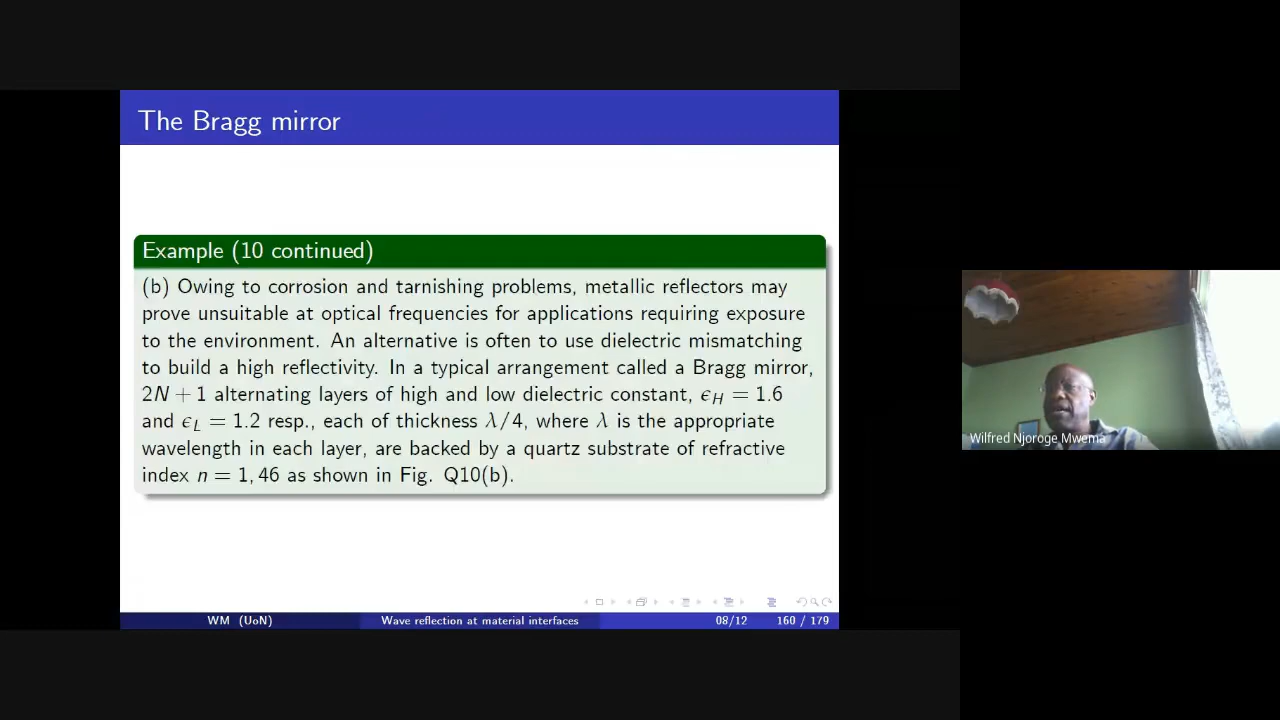 The Bragg mirror
Example (10 continued)
(b) Owing to corrosion and tarnishing problems, metallic reflectors may
prove unsuitable at optical frequencies for applications requiring exposure
to the environment. An alternative is often to use dielectric mismatching
to build a high reflectivity. In a typical arrangement called a Bragg mirror,
2N + 1 alternating layers of high and low dielectric constant, ϵ_H = 1.6
and ϵ_L = 1.2 resp., each of thickness λ/4, where λ is the appropriate
wavelength in each layer, are backed by a quartz substrate of refractive
index n = 1, 46 as shown in Fig. Q10(b).
WM (UoN) Wave reflection at material interfaces 08/12 160 / 179
Wilfred Njoroge Mwema